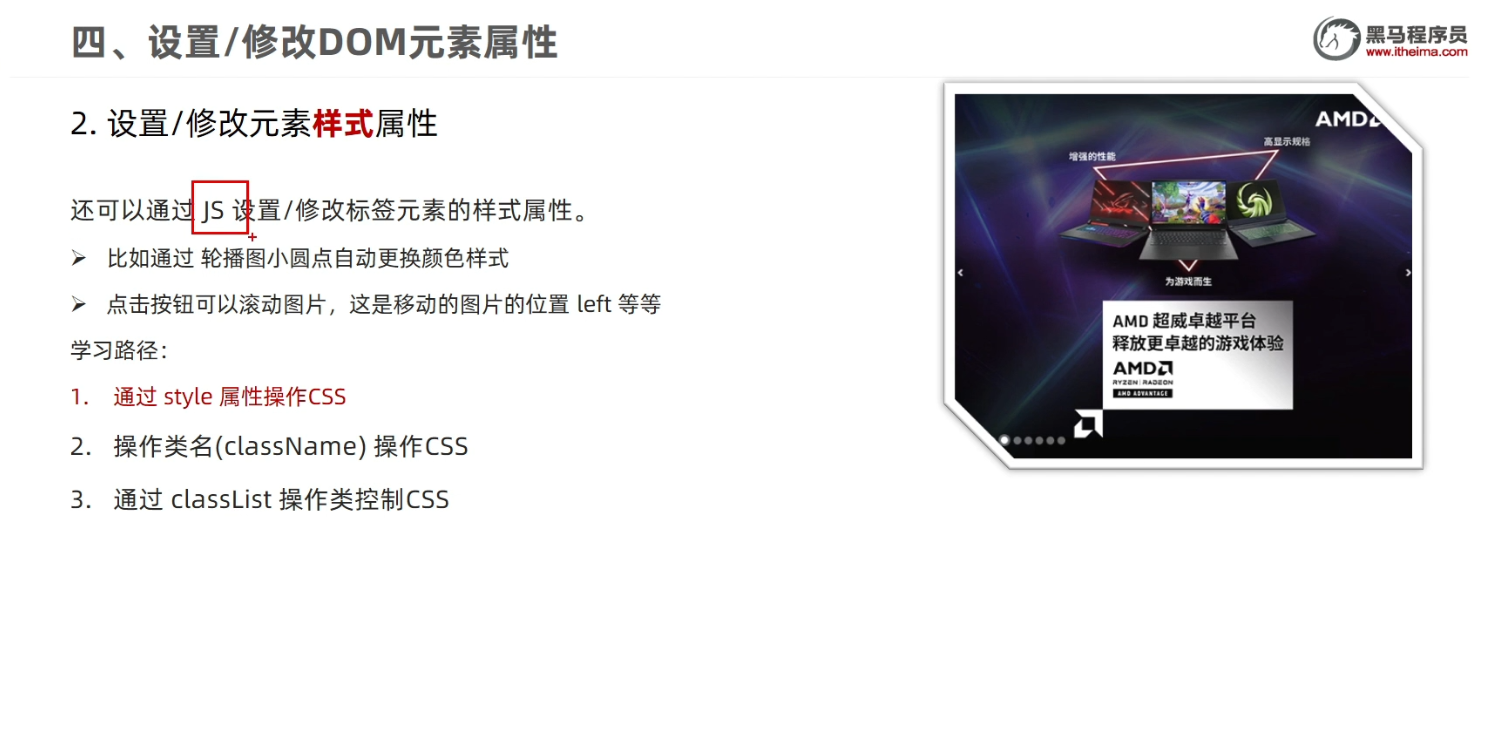 四、设置/修改DOM元素属性
黑马程序员
www.itheima.com
2. 设置/修改元素样式属性
还可以通过 JS 设置/修改标签元素的样式属性。
➢ 比如通过 轮播图小圆点自动更换颜色样式
➢ 点击按钮可以滚动图片，这是移动的图片的位置 left 等等
学习路径：
1. 通过 style 属性操作CSS
2. 操作类名(className) 操作CSS
3. 通过 classList 操作类控制CSS
AMD
高显示规格
增强的性能
为游戏而生
AMD 超威卓越平台
释放更卓越的游戏体验
AMD
RYZEN | RADEON
AMD ADVANTAGE